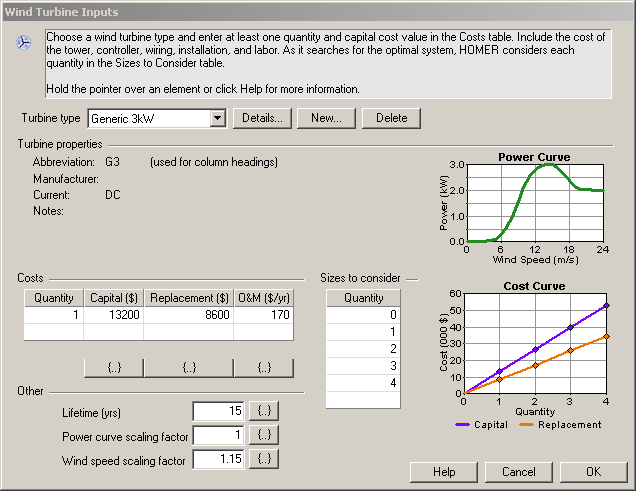 Wind Turbine Inputs
Choose a wind turbine type and enter at least one quantity and capital cost value in the Costs table. Include the cost of
the tower, controller, wiring, installation, and labor. As it searches for the optimal system, HOMER considers each
quantity in the Sizes to Consider table.
Hold the pointer over an element or click Help for more information.
Turbine type Generic 3kW Details... New... Delete
Turbine properties
Abbreviation: G3 (used for column headings)
Manufacturer:
Current: DC
Notes:
Power Curve
Power (kW)
3.0
2.0
1.0
0.0
0 6 12 18 24
Wind Speed (m/s)
Costs
Quantity Capital ($) Replacement ($) O&M ($/yr)
1 13200 8600 170
{..} {..} {..}
Sizes to consider
Quantity
0
1
2
3
4
Cost Curve
Cost (000 $)
60
50
40
30
20
10
0
0 1 2 3 4
Quantity
Capital Replacement
Other
Lifetime (yrs) 15 {..}
Power curve scaling factor 1 {..}
Wind speed scaling factor 1.15 {..}
Help Cancel OK